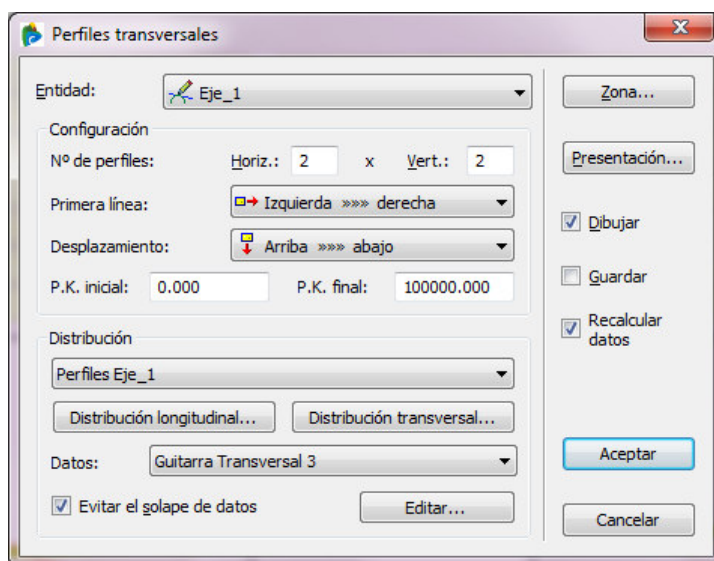 Perfiles transversales
Entidad: Eje_1
Configuración
Nº de perfiles: Horiz.: 2 x Vert.: 2
Primera línea: Izquierda »»» derecha
Desplazamiento: Arriba »»» abajo
P.K. inicial: 0.000 P.K. final: 100000.000
Distribución
Perfiles Eje_1
Distribución longitudinal... Distribución transversal...
Datos: Guitarra Transversal 3
Evitar el solape de datos Editar...
Zona...
Presentación...
Dibujar
Guardar
Recalcular
datos
Aceptar
Cancelar